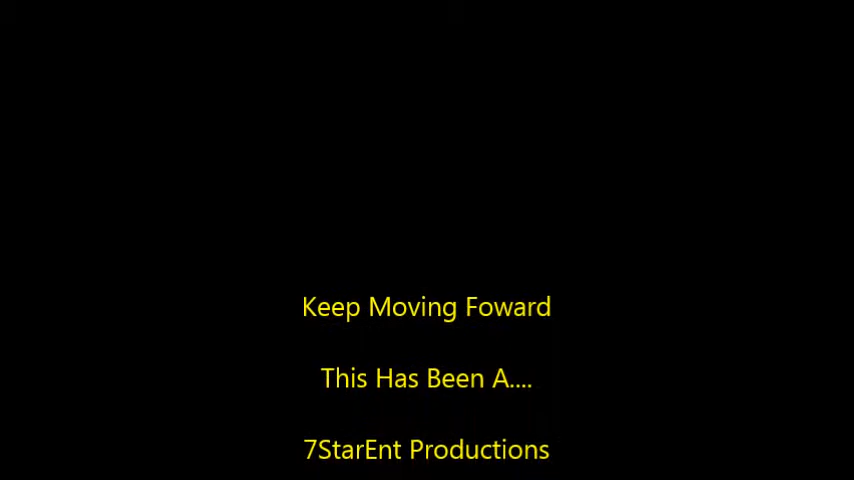 Keep Moving Foward
This Has Been A....
7StarEnt Productions